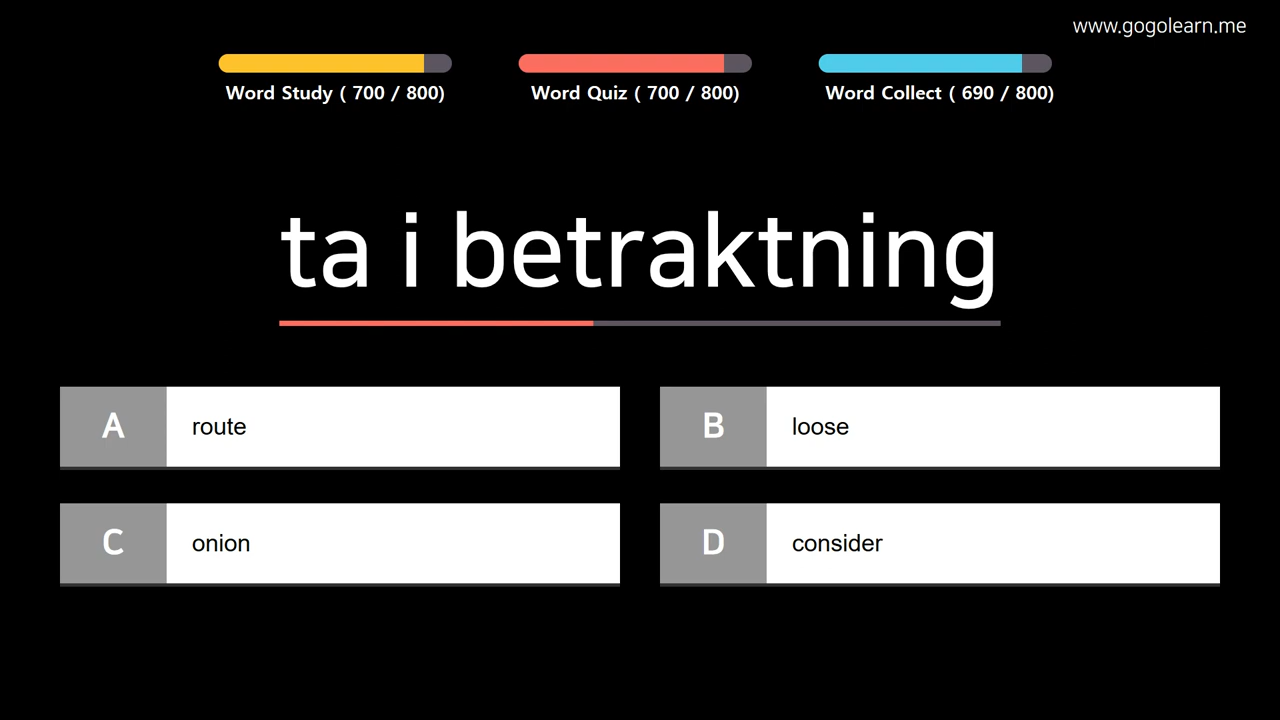 www.gogolearn.me
Word Study ( 700 / 800)
Word Quiz ( 700 / 800)
Word Collect ( 690 / 800)
ta i betraktning
A route
B loose
C onion
D consider